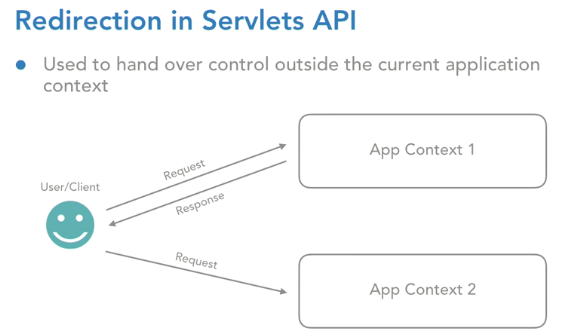 Redirection in Servlets API
Used to hand over control outside the current application
context
App Context 1
Request
User/Client
Response
Request
App Context 2